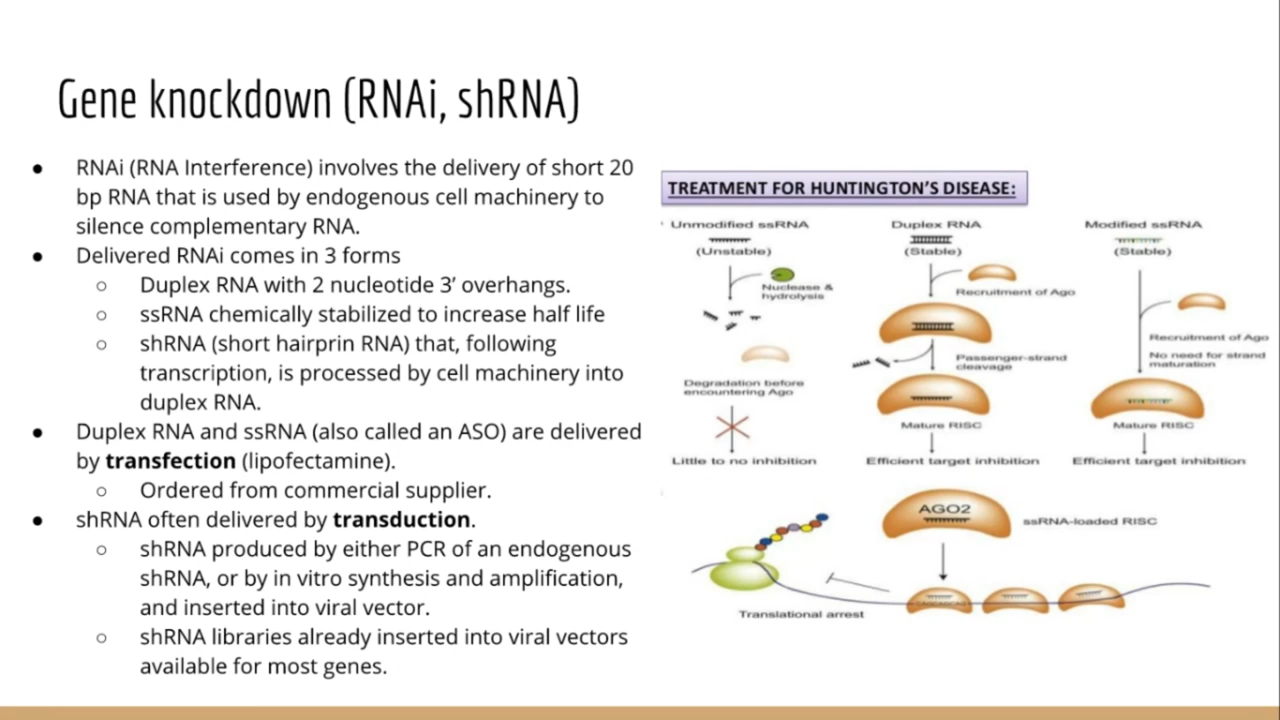 Gene knockdown (RNAi, shRNA)
● RNAi (RNA Interference) involves the delivery of short 20
bp RNA that is used by endogenous cell machinery to
silence complementary RNA.
● Delivered RNAi comes in 3 forms
○ Duplex RNA with 2 nucleotide 3’ overhangs.
○ ssRNA chemically stabilized to increase half life
○ shRNA (short hairprin RNA) that, following
transcription, is processed by cell machinery into
duplex RNA.
● Duplex RNA and ssRNA (also called an ASO) are delivered
by transfection (lipofectamine).
○ Ordered from commercial supplier.
● shRNA often delivered by transduction.
○ shRNA produced by either PCR of an endogenous
shRNA, or by in vitro synthesis and amplification,
and inserted into viral vector.
○ shRNA libraries already inserted into viral vectors
available for most genes.
TREATMENT FOR HUNTINGTON’S DISEASE:
Unmodified ssRNA
(Unstable)
Nuclease &
hydrolysis
Degradation before
encountering Ago
Little to no inhibition
Duplex RNA
(Stable)
Recruitment of Ago
Passenger-strand
cleavage
Mature RISC
Efficient target inhibition
Modified ssRNA
(Stable)
Recruitment of Ago
No need for strand
maturation
Mature RISC
Efficient target inhibition
AGO2
ssRNA-loaded RISC
Translational arrest